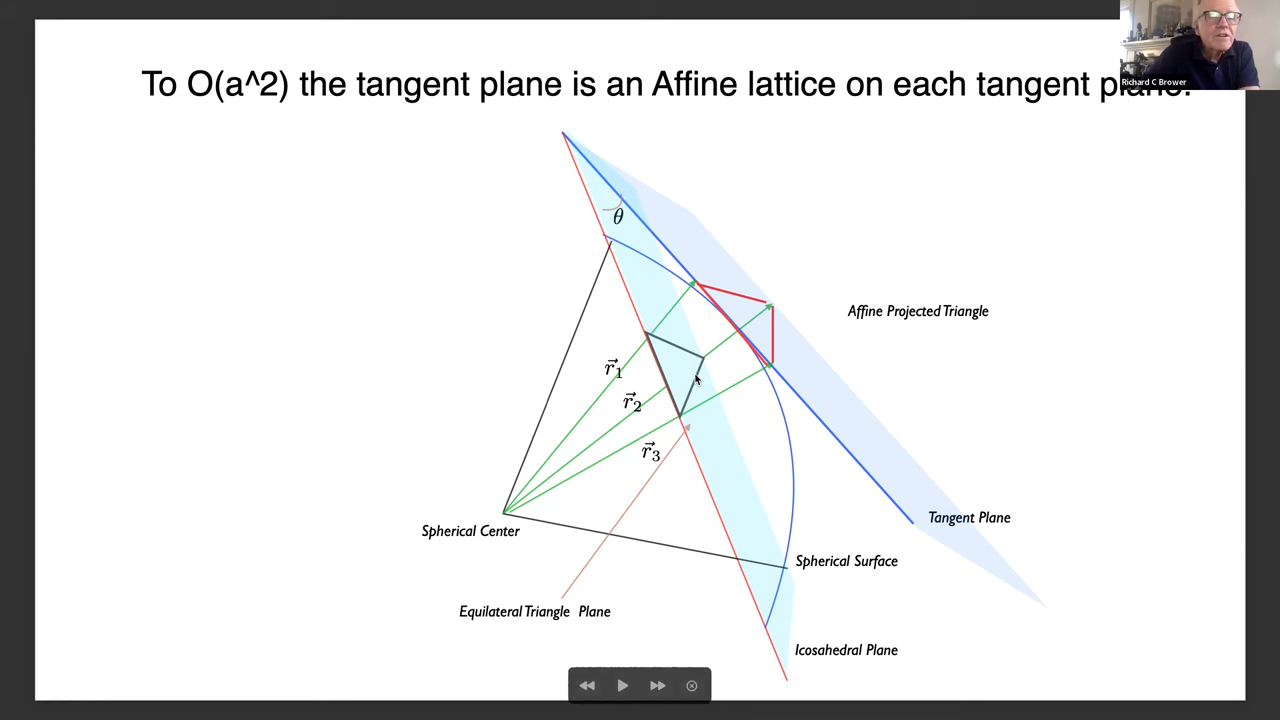 To O(a^2) the tangent plane is an Affine lattice on each tangent plane.
Richard C Brower
θ
Affine Projected Triangle
r⃗₁
r⃗₂
r⃗₃
Tangent Plane
Spherical Center
Spherical Surface
Equilateral Triangle Plane
Icosahedral Plane